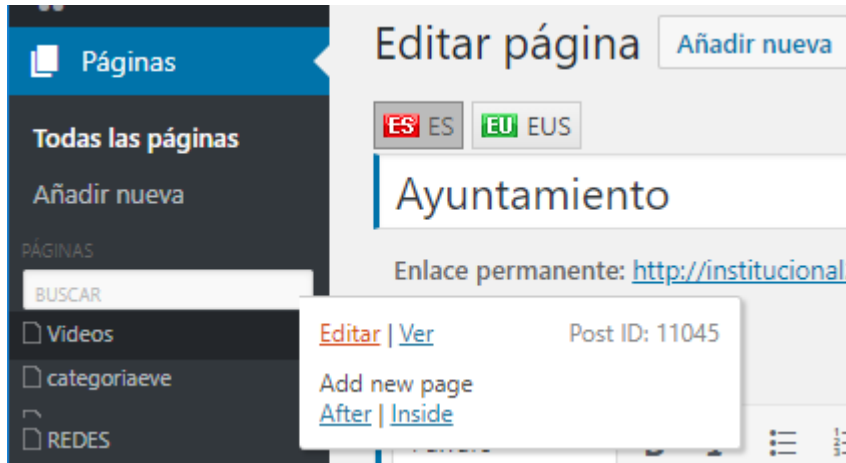 Páginas
Todas las páginas
Añadir nueva
PÁGINAS
BUSCAR
Videos
categoriaeve
REDES
Editar página Añadir nueva
ES ES EU EUS
Ayuntamiento
Enlace permanente: http://institucional
Editar | Ver Post ID: 11045
Add new page
After | Inside